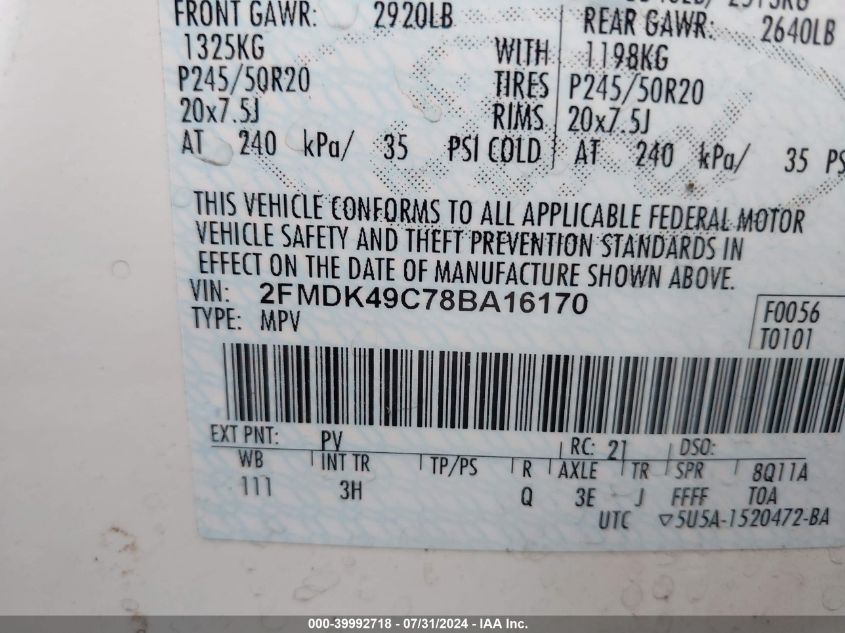 FRONT GAWR: 2920LB REAR GAWR: 2640LB
1325KG WITH 1198KG
P245/50R20 TIRES P245/50R20
20x7.5J RIMS 20x7.5J
AT 240 kPa/ 35 PSI COLD AT 240 kPa/ 35 PS
THIS VEHICLE CONFORMS TO ALL APPLICABLE FEDERAL MOTOR
VEHICLE SAFETY AND THEFT PREVENTION STANDARDS IN
EFFECT ON THE DATE OF MANUFACTURE SHOWN ABOVE.
VIN: 2FMDK49C78BA16170 F0056
TYPE: MPV T0101
EXT PNT: PV RC: 21 DSO:
WB INT TR TP/PS R AXLE TR SPR 8Q11A
111 3H Q 3E J FFFF TOA
UTC ▽5U5A-1520472-BA
000-39992718 - 07/31/2024 - IAA Inc.